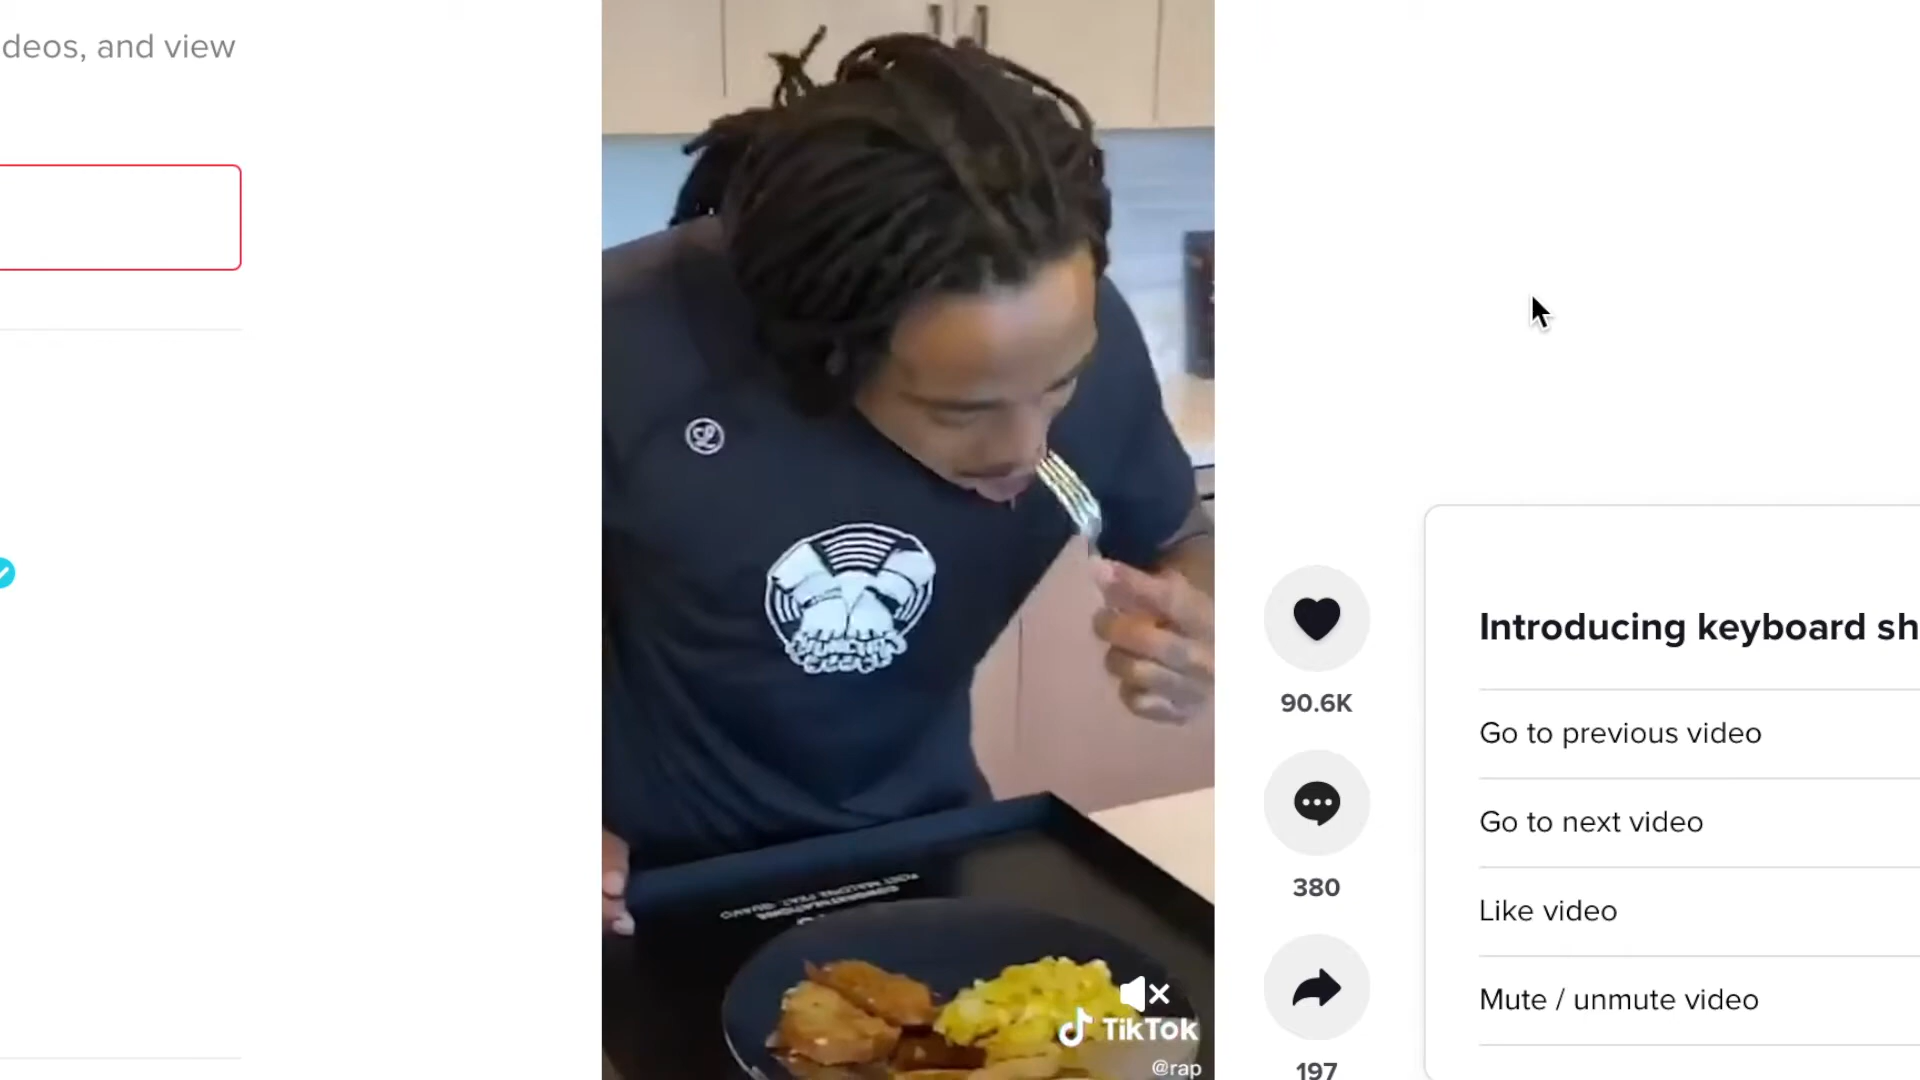 deos, and view
90.6K
380
197
Introducing keyboard sh
Go to previous video
Go to next video
Like video
Mute / unmute video
TikTok
@rap